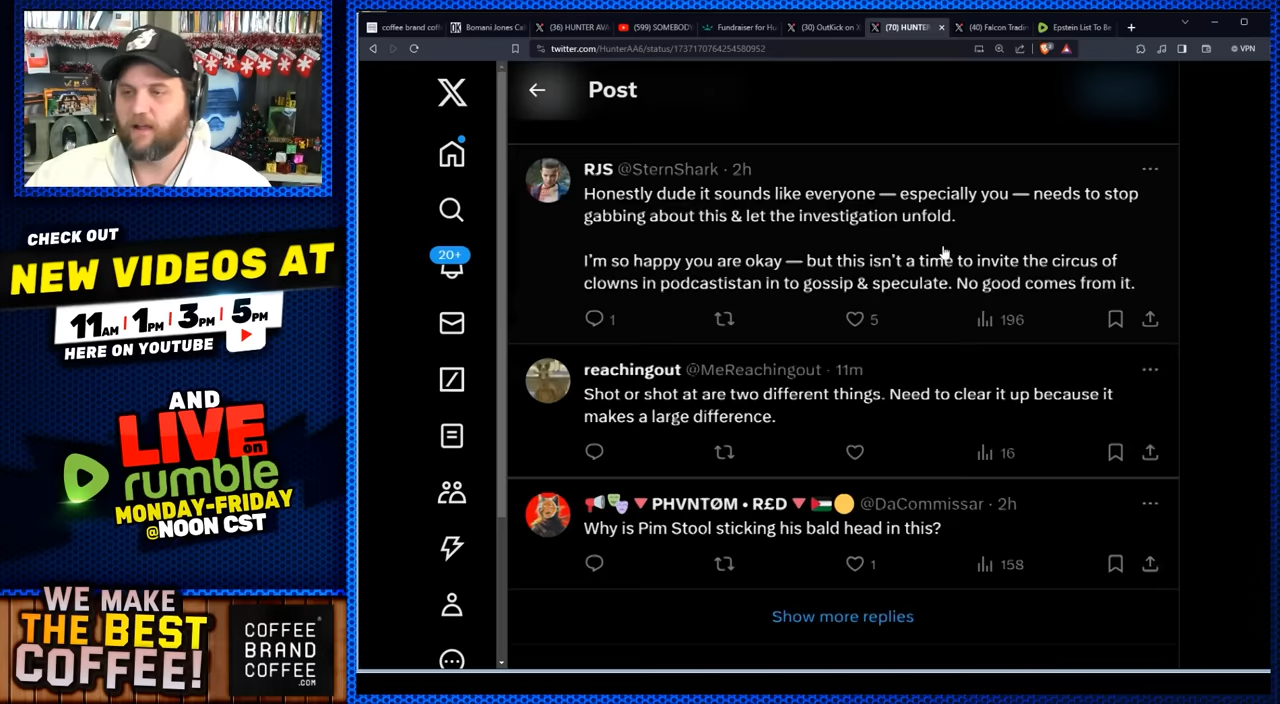 coffee brand coff
Bomani Jones Ca
(36) HUNTER AV
(599) SOMEBOD
Fundraiser for Hu
(30) OutKick on X
(70) HUNTER
(40) Falcon Tradi
Epstein List To Be
twitter.com/HunterAA6/status/1737170764254580952
VPN
Post
RJS @SternShark · 2h
Honestly dude it sounds like everyone — especially you — needs to stop
gabbing about this & let the investigation unfold.
I'm so happy you are okay — but this isn't a time to invite the circus of
clowns in podcastistan in to gossip & speculate. No good comes from it.
1 5 196
20+
reachingout @MeReachingout · 11m
Shot or shot at are two different things. Need to clear it up because it
makes a large difference.
16
📢🎭🔻PHVNTØM • R£D🔻🇵🇸🟡 @DaCommissar · 2h
Why is Pim Stool sticking his bald head in this?
1 158
Show more replies
CHECK OUT
NEW VIDEOS AT
11AM | 1PM | 3PM | 5PM
HERE ON YOUTUBE
AND
LIVE on
rumble
MONDAY-FRIDAY
@NOON CST
WE MAKE
THE BEST
COFFEE!
COFFEE
BRAND
COFFEE
.COM